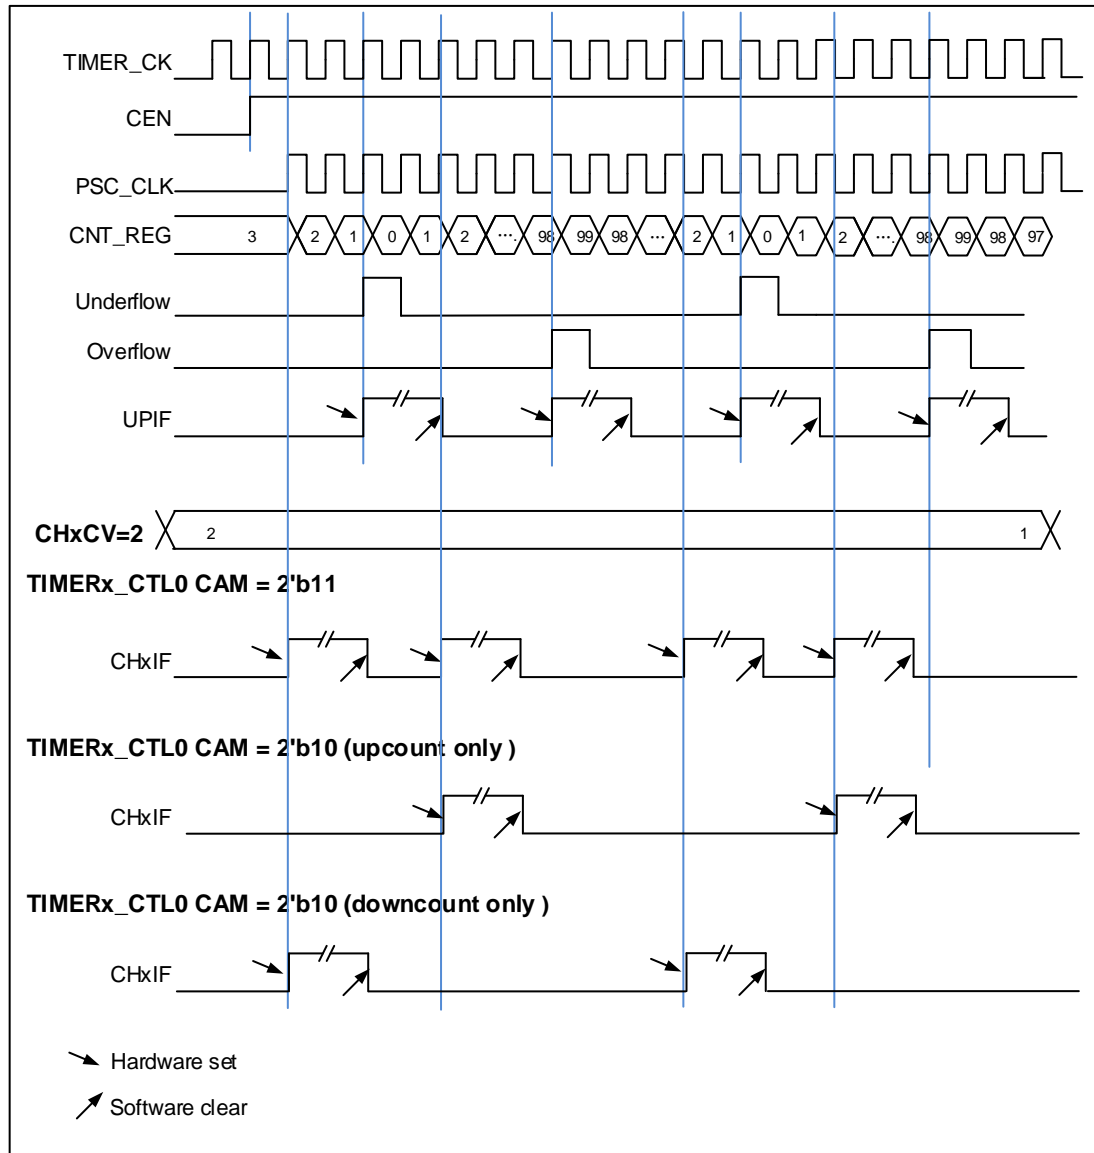 TIMER_CK
CEN
PSC_CLK
CNT_REG 3 2 1 0 1 2 .... 98 99 98 ... 2 1 0 1 2 .... 98 99 98 97
Underflow
Overflow
UPIF
CHxCV=2 2 1
TIMERx_CTL0 CAM = 2'b11
CHxIF
TIMERx_CTL0 CAM = 2'b10 (upcount only )
CHxIF
TIMERx_CTL0 CAM = 2'b10 (downcount only )
CHxIF
Hardware set
Software clear